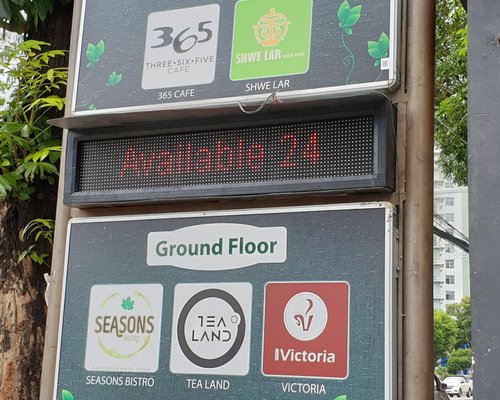 365
THREE•SIX•FIVE
CAFE
365 CAFE
SHWE LAR
SHWE LAR
Available 24
Ground Floor
SEASONS
BISTRO
SEASONS BISTRO
TEA
LAND
TEA LAND
Victoria
VICTORIA